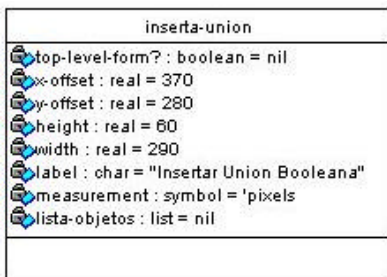 inserta-union
top-level-form? : boolean = nil
x-offset : real = 370
y-offset : real = 280
height : real = 60
width : real = 290
label : char = "Insertar Union Booleana"
measurement : symbol = 'pixels
lista-objetos : list = nil